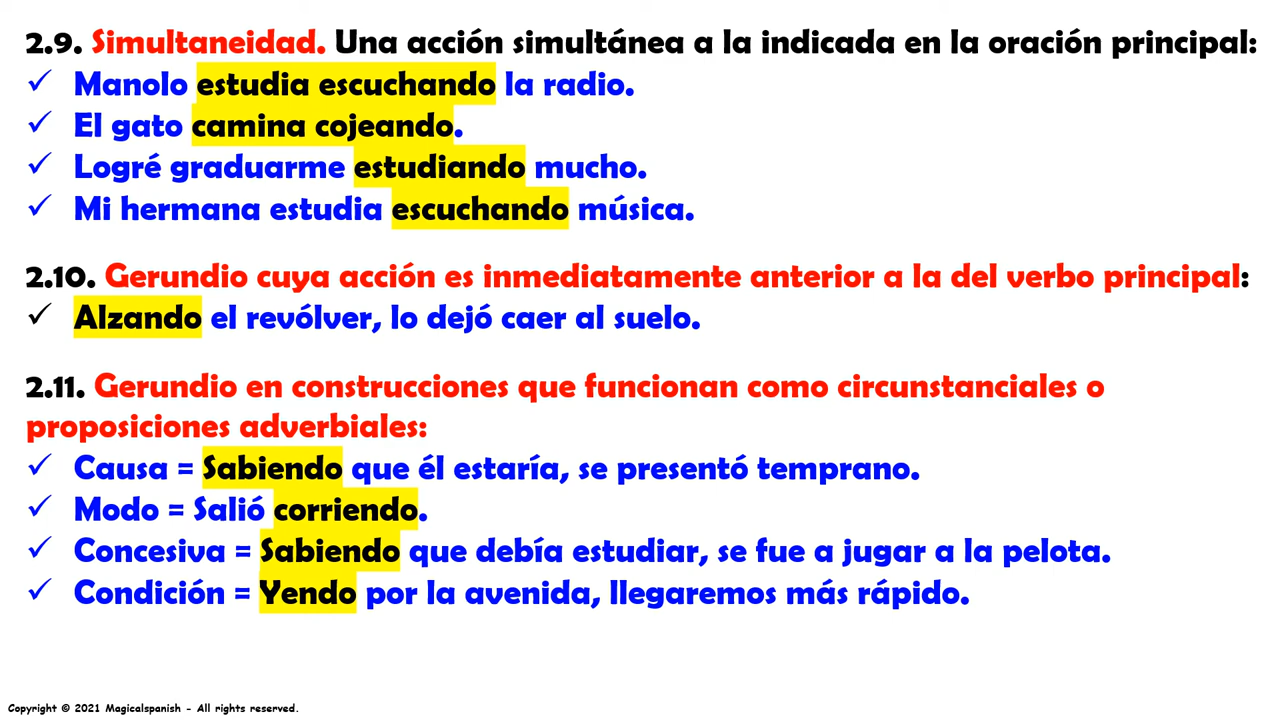 2.9. Simultaneidad. Una acción simultánea a la indicada en la oración principal:
✓ Manolo estudia escuchando la radio.
✓ El gato camina cojeando.
✓ Logré graduarme estudiando mucho.
✓ Mi hermana estudia escuchando música.
2.10. Gerundio cuya acción es inmediatamente anterior a la del verbo principal:
✓ Alzando el revólver, lo dejó caer al suelo.
2.11. Gerundio en construcciones que funcionan como circunstanciales o
proposiciones adverbiales:
✓ Causa = Sabiendo que él estaría, se presentó temprano.
✓ Modo = Salió corriendo.
✓ Concesiva = Sabiendo que debía estudiar, se fue a jugar a la pelota.
✓ Condición = Yendo por la avenida, llegaremos más rápido.
Copyright © 2021 Magicalspanish - All rights reserved.